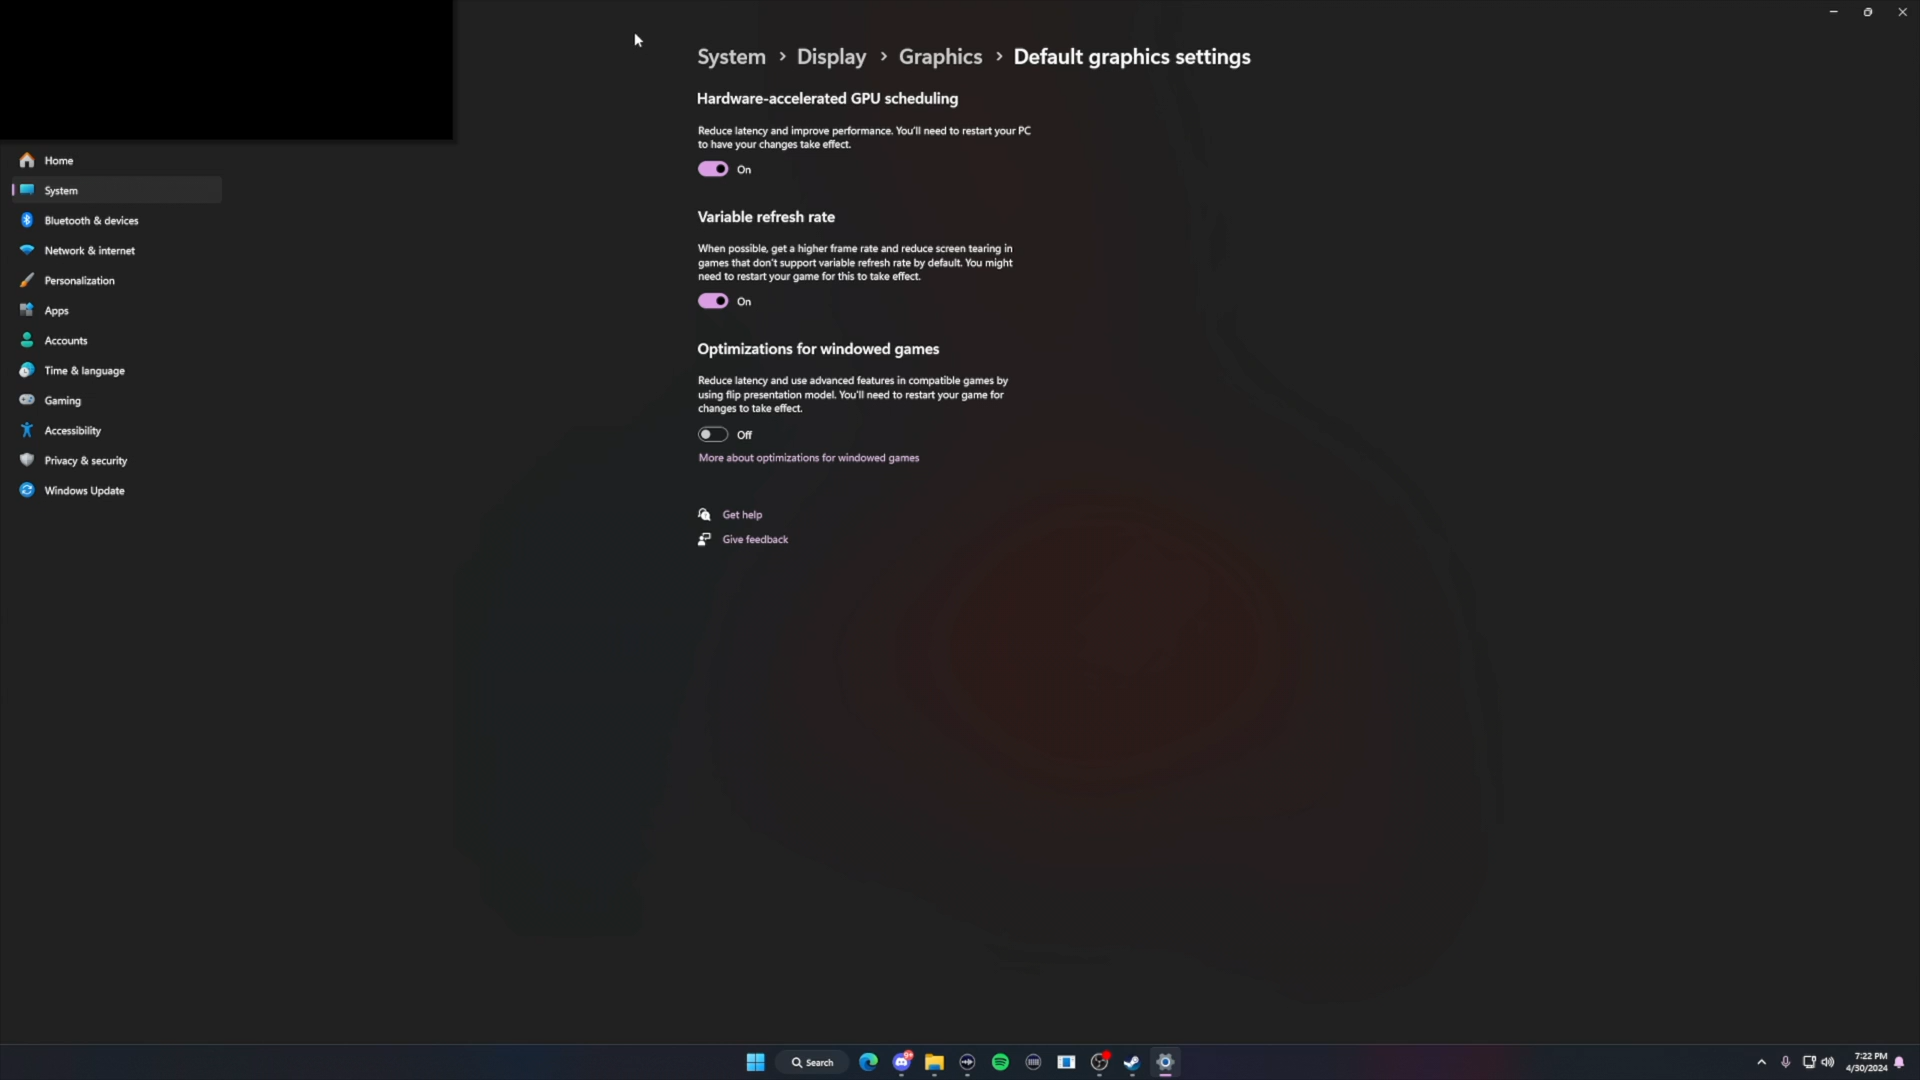 System > Display > Graphics > Default graphics settings
Hardware-accelerated GPU scheduling
Reduce latency and improve performance. You'll need to restart your PC
to have your changes take effect.
On
Home
System
Bluetooth & devices
Network & internet
Personalization
Apps
Accounts
Time & language
Gaming
Accessibility
Privacy & security
Windows Update
Variable refresh rate
When possible, get a higher frame rate and reduce screen tearing in
games that don't support variable refresh rate by default. You might
need to restart your game for this to take effect.
On
Optimizations for windowed games
Reduce latency and use advanced features in compatible games by
using flip presentation model. You'll need to restart your game for
changes to take effect.
Off
More about optimizations for windowed games
Get help
Give feedback
Search
7:22 PM
4/30/2024